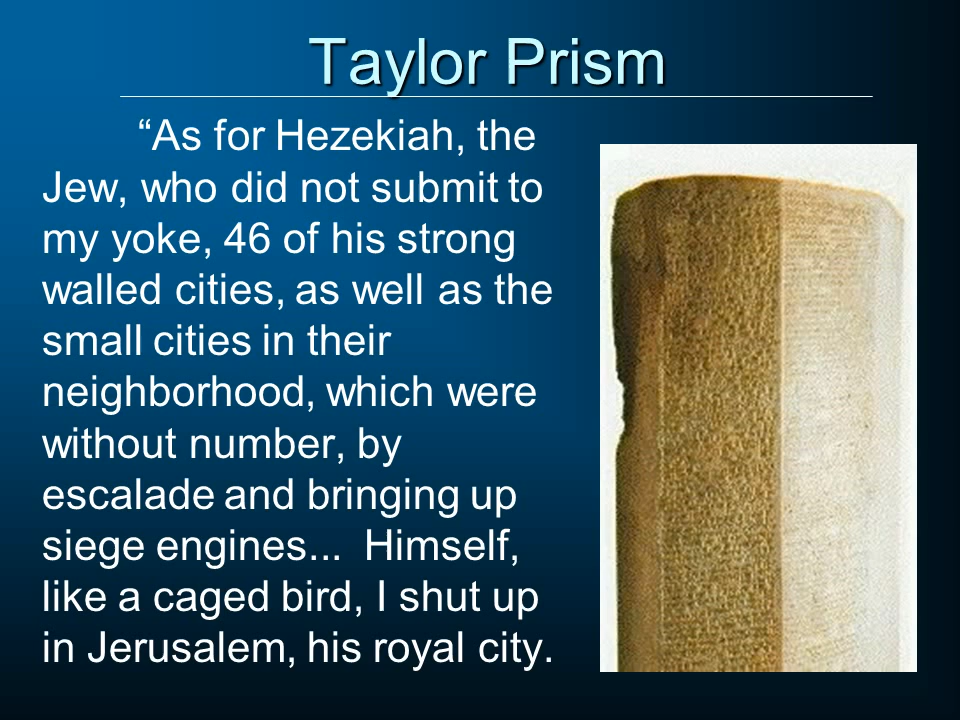 Taylor Prism
“As for Hezekiah, the
Jew, who did not submit to
my yoke, 46 of his strong
walled cities, as well as the
small cities in their
neighborhood, which were
without number, by
escalade and bringing up
siege engines... Himself,
like a caged bird, I shut up
in Jerusalem, his royal city.